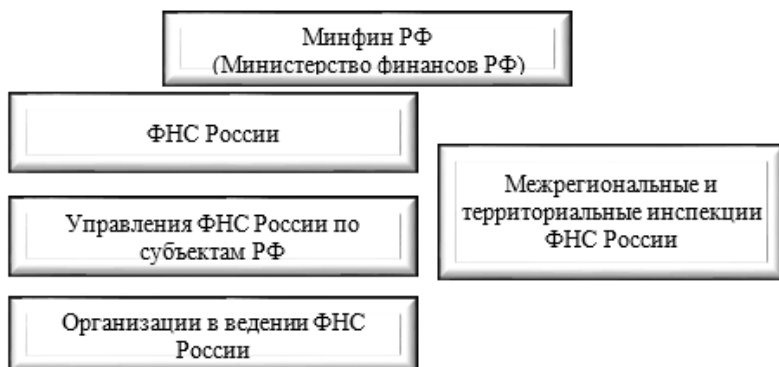 Минфин РФ
(Министерство финансов РФ)
ФНС России
Межрегиональные и
территориальные инспекции
ФНС России
Управления ФНС России по
субъектам РФ
Организации в ведении ФНС
России